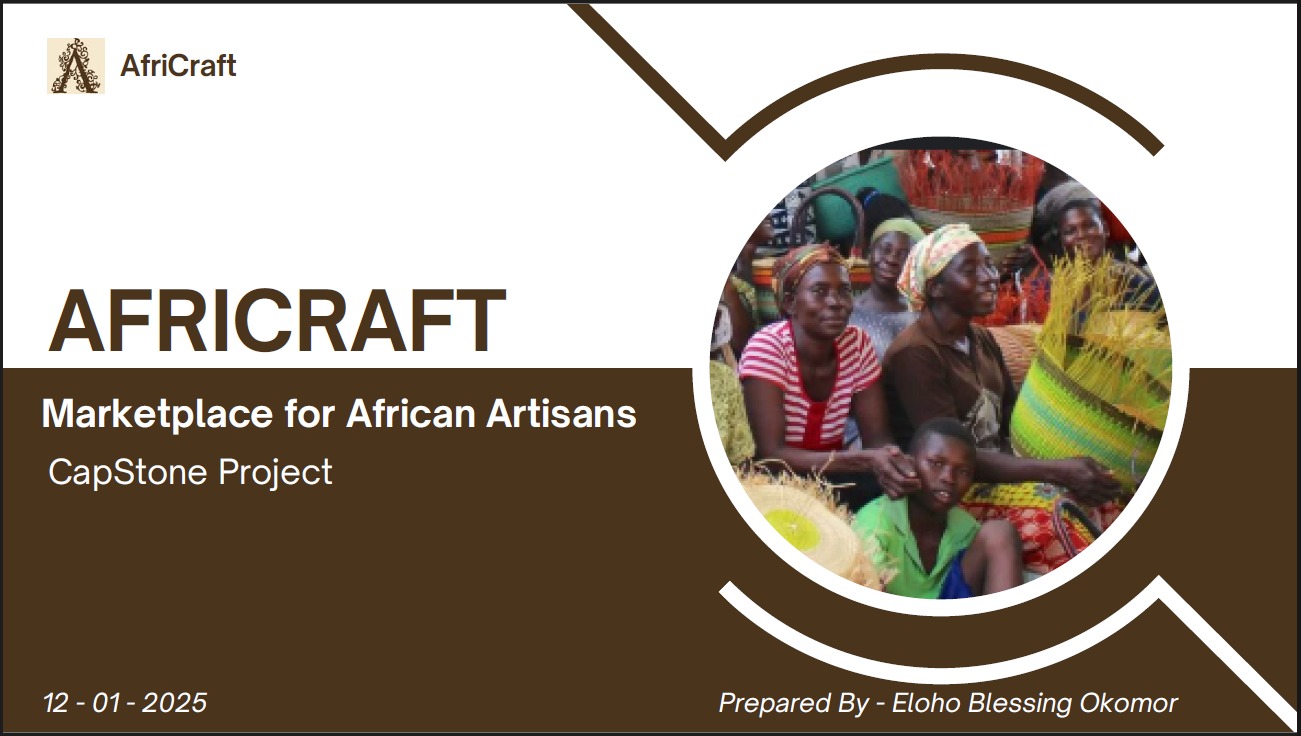 AfriCraft
AFRICRAFT
Marketplace for African Artisans
CapStone Project
12 - 01 - 2025
Prepared By - Eloho Blessing Okomor